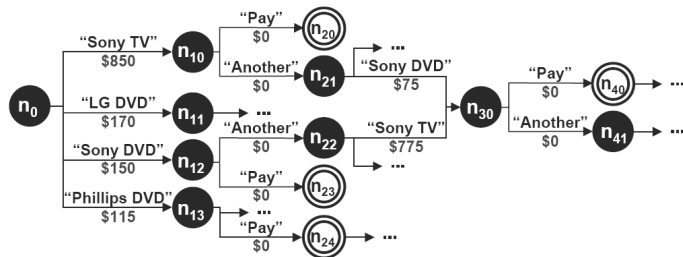 “Pay”
n20
$0
“Sony TV”
$850
n10
...
“Another”
$0
n21
“Sony DVD”
$75
“Pay”
$0
n40
...
n0
“LG DVD”
$170
n11
...
n30
“Another”
$0
n22
“Sony TV”
$775
“Another”
$0
n41
...
“Sony DVD”
$150
n12
...
“Pay”
$0
n23
“Phillips DVD”
$115
n13
...
“Pay”
$0
n24
...